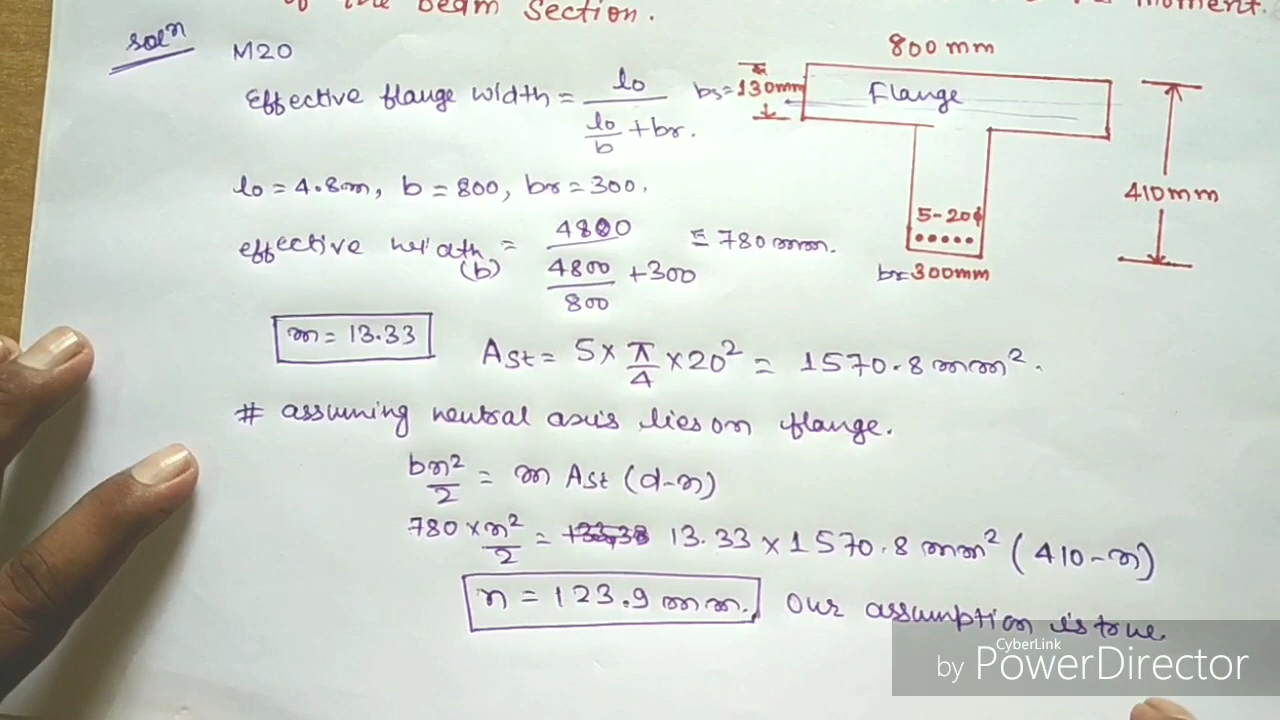 of the beam section.
moment.
soln
M20
800 mm
Effective flange width = lo / (lo/b + br.
bs=130mm
Flange
lo = 4.8m, b = 800, br = 300.
410mm
5-20ϕ
effective width (b) = 4800 / (4800/800 + 300 = 780 mm.
br=300mm
m = 13.33
Ast = 5 x π/4 x 20² = 1570.8 mm².
# assuming neutral axis lies on flange.
bn²/2 = m Ast (d-n)
780 x n²/2 = 13.33 x 1570.8 mm² (410-n)
n = 123.9 mm. Our assumption is true.
CyberLink
by PowerDirector